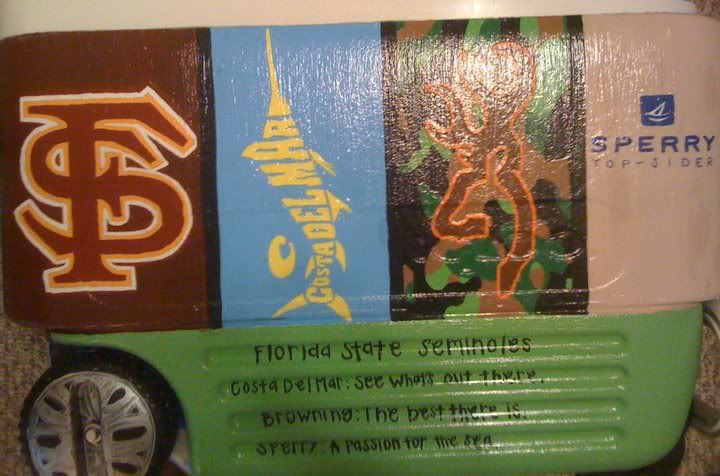 FS
COSTA DEL MAR
SPERRY
TOP-SIDER
Florida State Seminoles
Costa Del Mar: See whats out there.
Browning: The best there is.
Sperry: A passion for the sea.